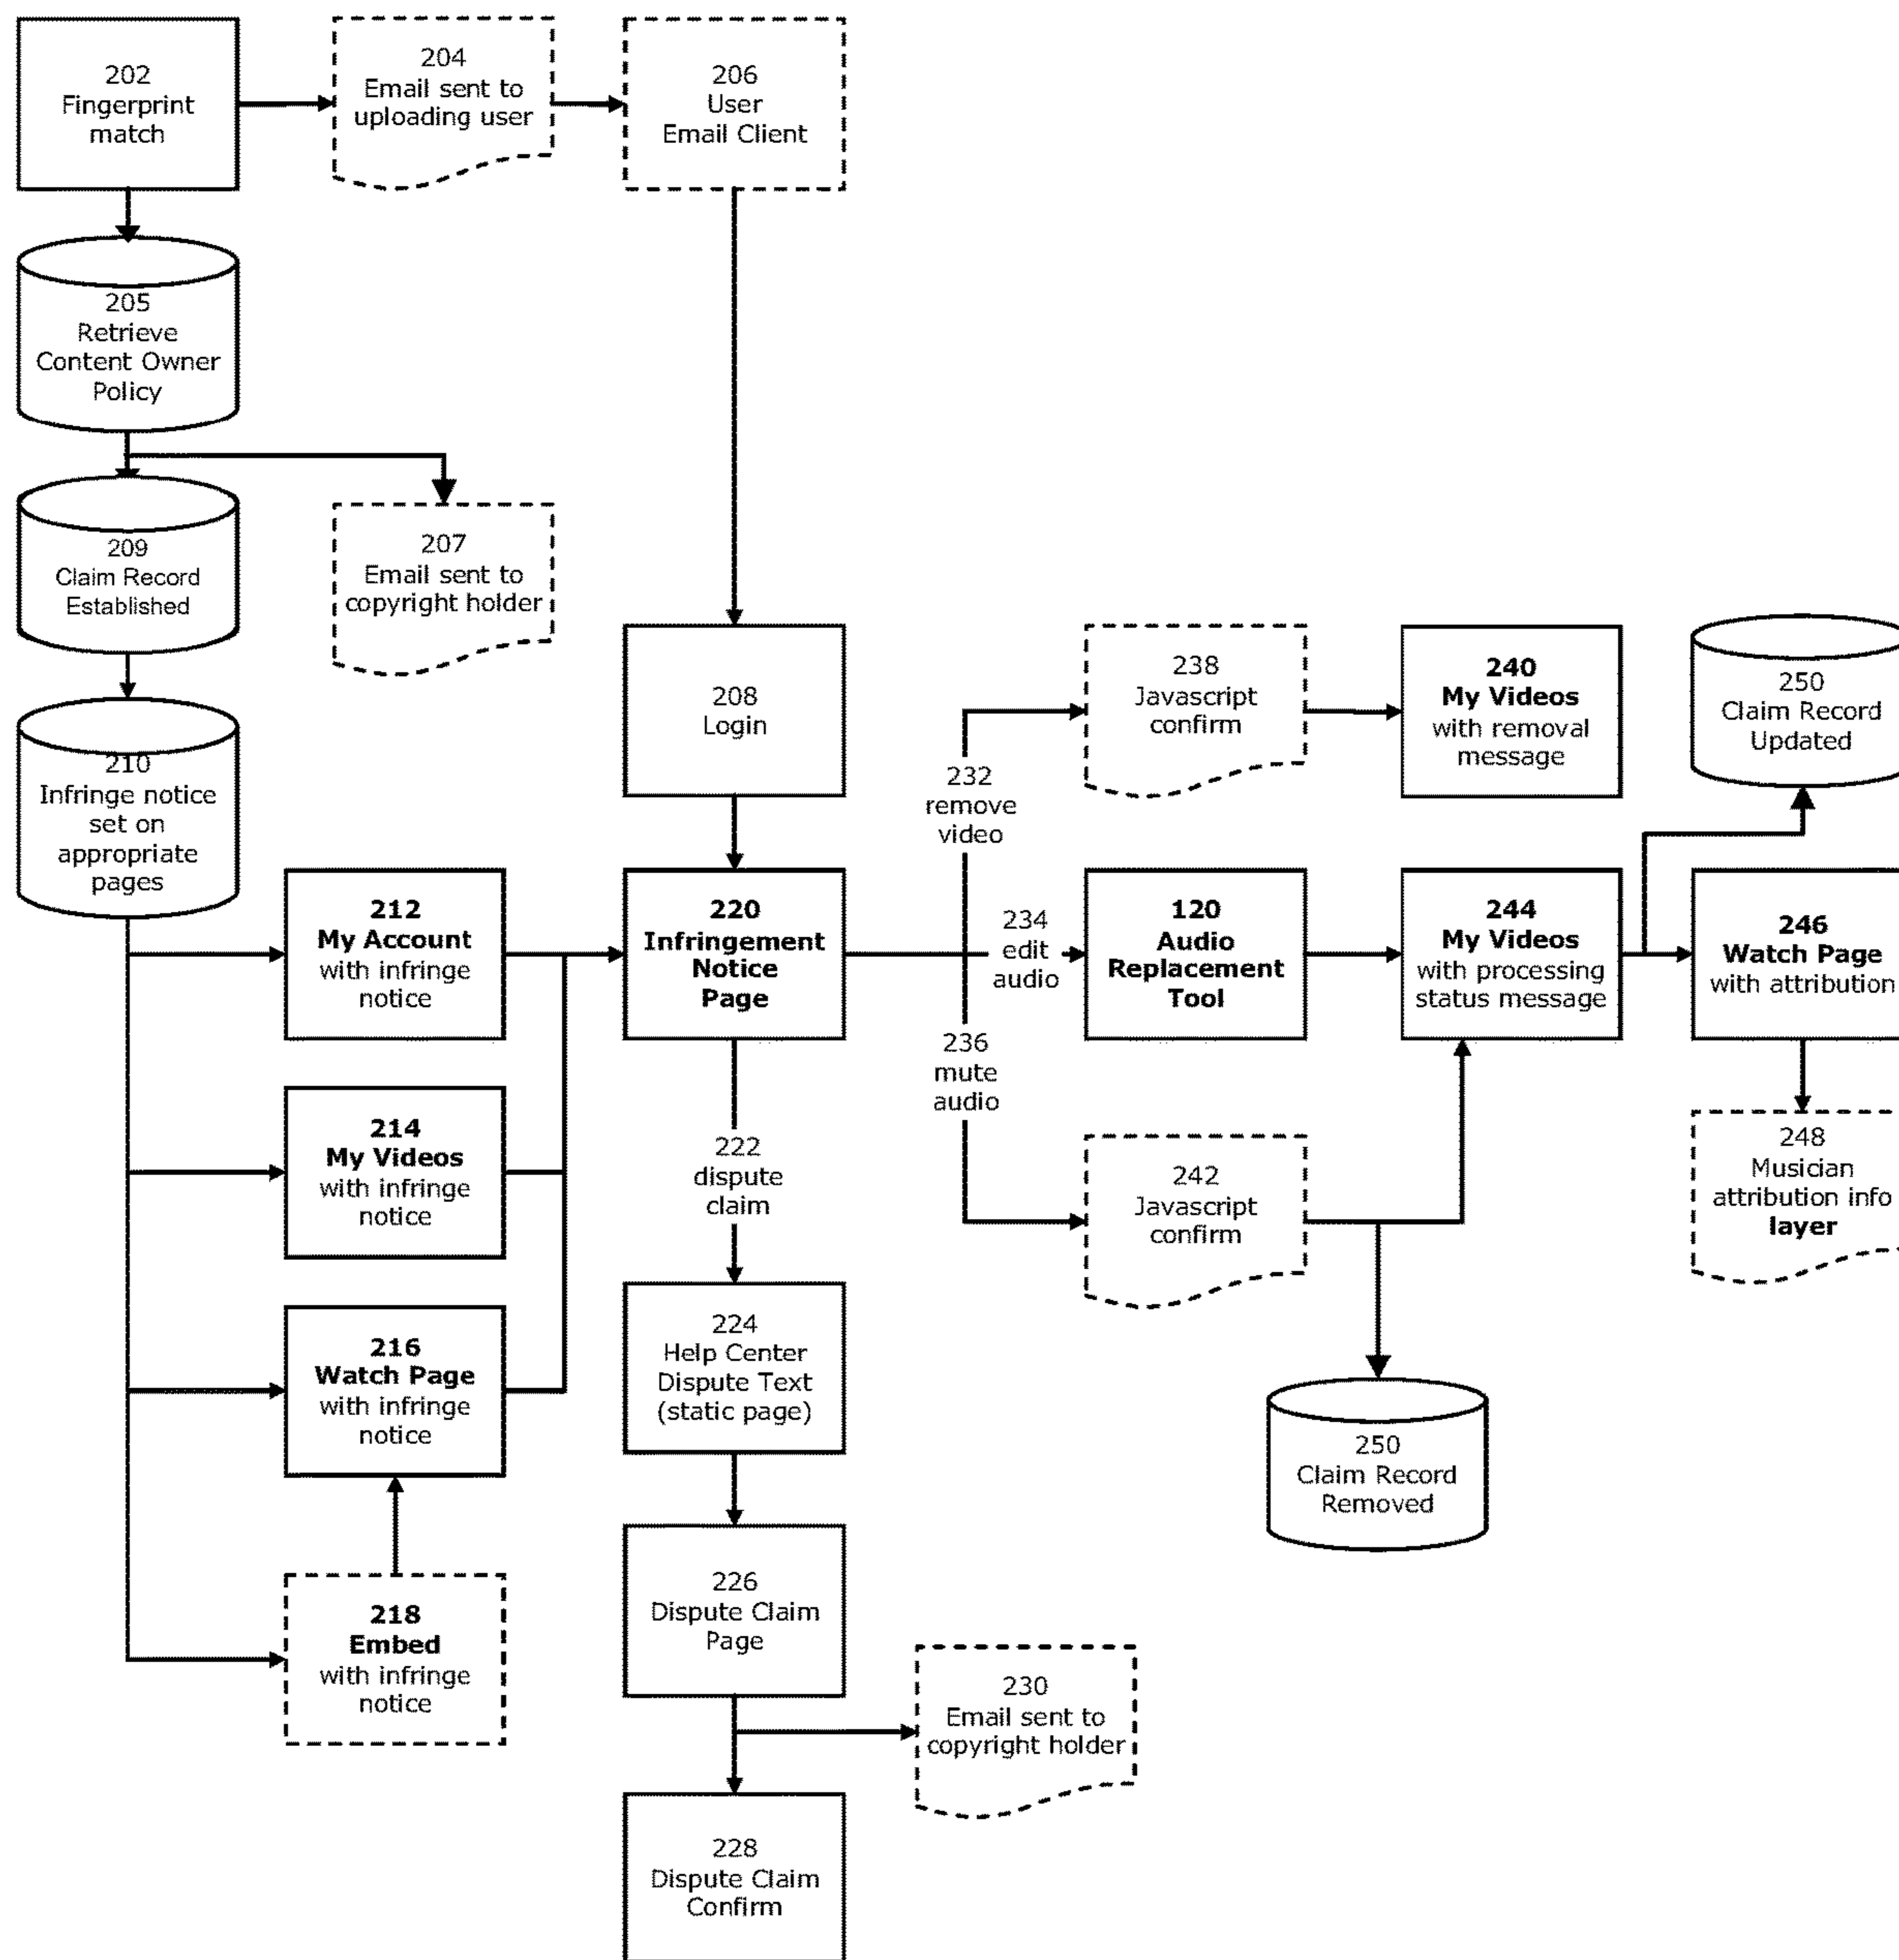 202
Fingerprint
match
204
Email sent to
uploading user
206
User
Email Client
205
Retrieve
Content Owner
Policy
209
Claim Record
Established
207
Email sent to
copyright holder
210
Infringe notice
set on
appropriate
pages
208
Login
232
remove
video
238
Javascript
confirm
240
My Videos
with removal
message
250
Claim Record
Updated
212
My Account
with infringe
notice
220
Infringement
Notice
Page
234
edit
audio
120
Audio
Replacement
Tool
244
My Videos
with processing
status message
246
Watch Page
with attribution
236
mute
audio
214
My Videos
with infringe
notice
222
dispute
claim
242
Javascript
confirm
248
Musician
attribution info
layer
216
Watch Page
with infringe
notice
224
Help Center
Dispute Text
(static page)
250
Claim Record
Removed
218
Embed
with infringe
notice
226
Dispute Claim
Page
230
Email sent to
copyright holder
228
Dispute Claim
Confirm